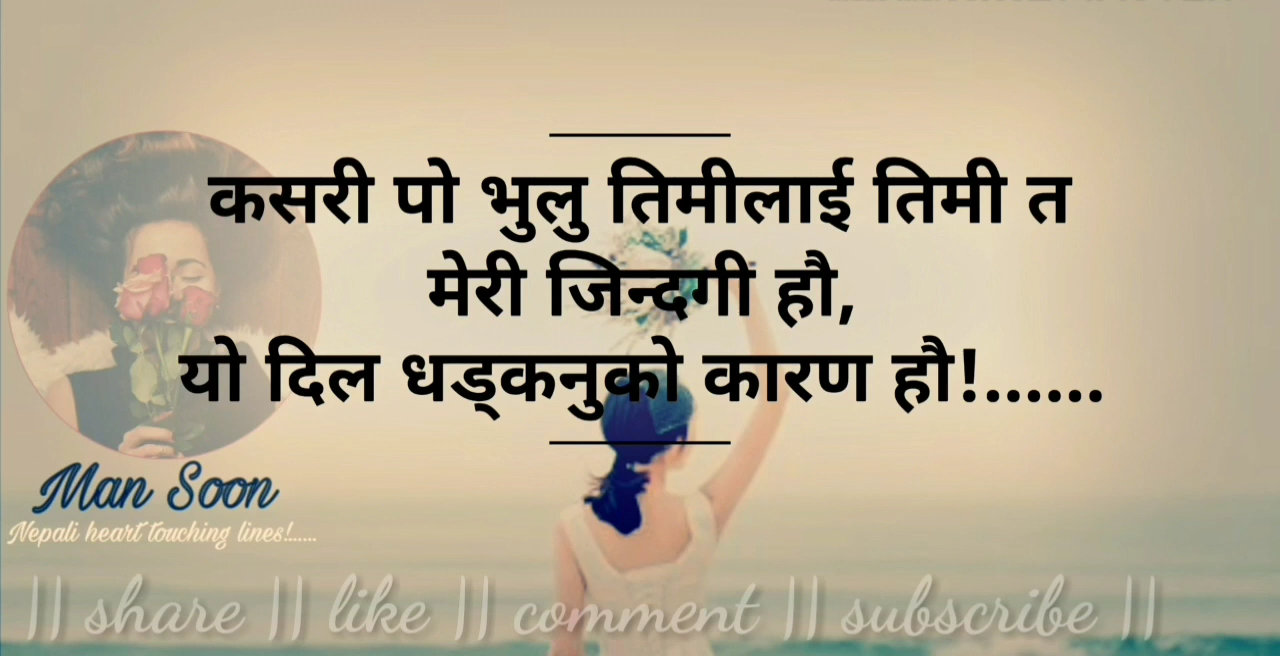 कसरी पो भुलु तिमीलाई तिमी त
मेरी जिन्दगी हौ,
यो दिल धड्कनुको कारण हौ!......
Man Soon
Nepali heart touching lines!......
|| share || like || comment || subscribe ||